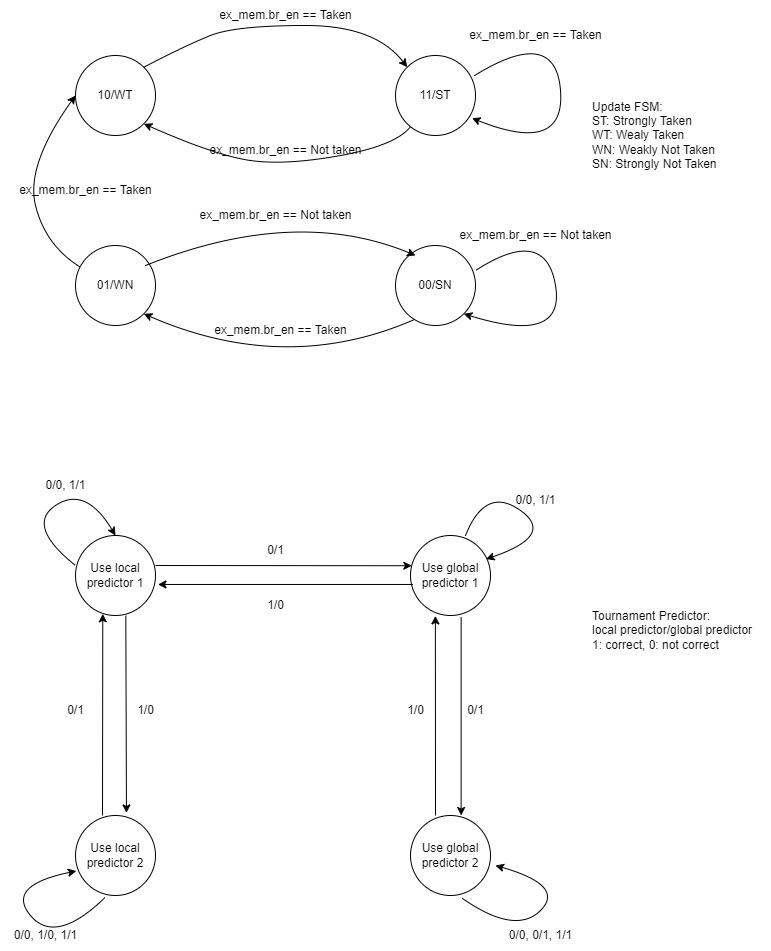 ex_mem.br_en == Taken
ex_mem.br_en == Taken
10/WT
11/ST
Update FSM:
ST: Strongly Taken
WT: Wealy Taken
WN: Weakly Not Taken
SN: Strongly Not Taken
ex_mem.br_en == Not taken
ex_mem.br_en == Taken
ex_mem.br_en == Not taken
ex_mem.br_en == Not taken
01/WN
00/SN
ex_mem.br_en == Taken
0/0, 1/1
0/0, 1/1
0/1
Use local
predictor 1
Use global
predictor 1
1/0
Tournament Predictor:
local predictor/global predictor
1: correct, 0: not correct
0/1
1/0
1/0
0/1
Use local
predictor 2
Use global
predictor 2
0/0, 1/0, 1/1
0/0, 0/1, 1/1